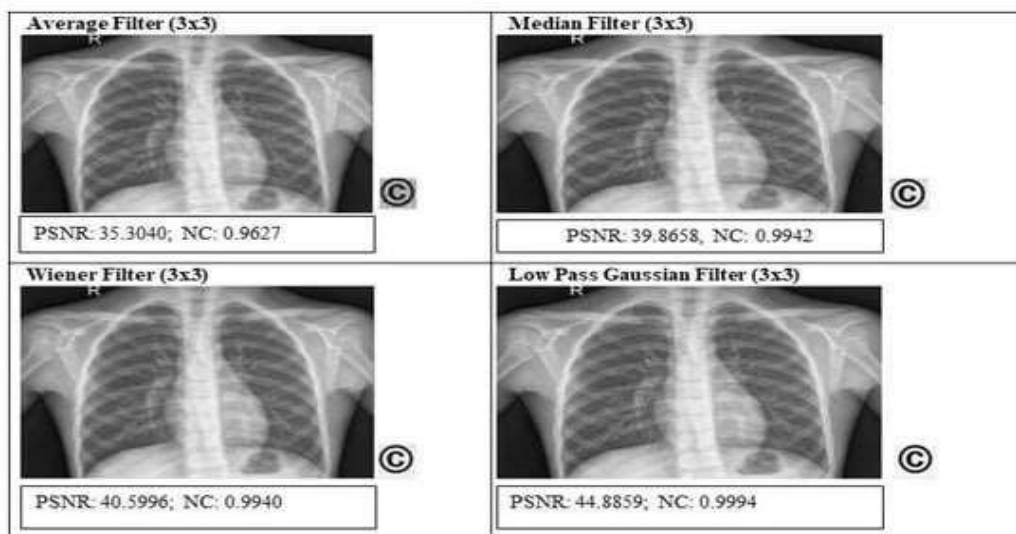 Average Filter (3x3)
R
©
PSNR: 35.3040; NC: 0.9627
Median Filter (3x3)
R
©
PSNR: 39.8658, NC: 0.9942
Wiener Filter (3x3)
R
©
PSNR: 40.5996; NC: 0.9940
Low Pass Gaussian Filter (3x3)
R
©
PSNR: 44.8859; NC: 0.9994